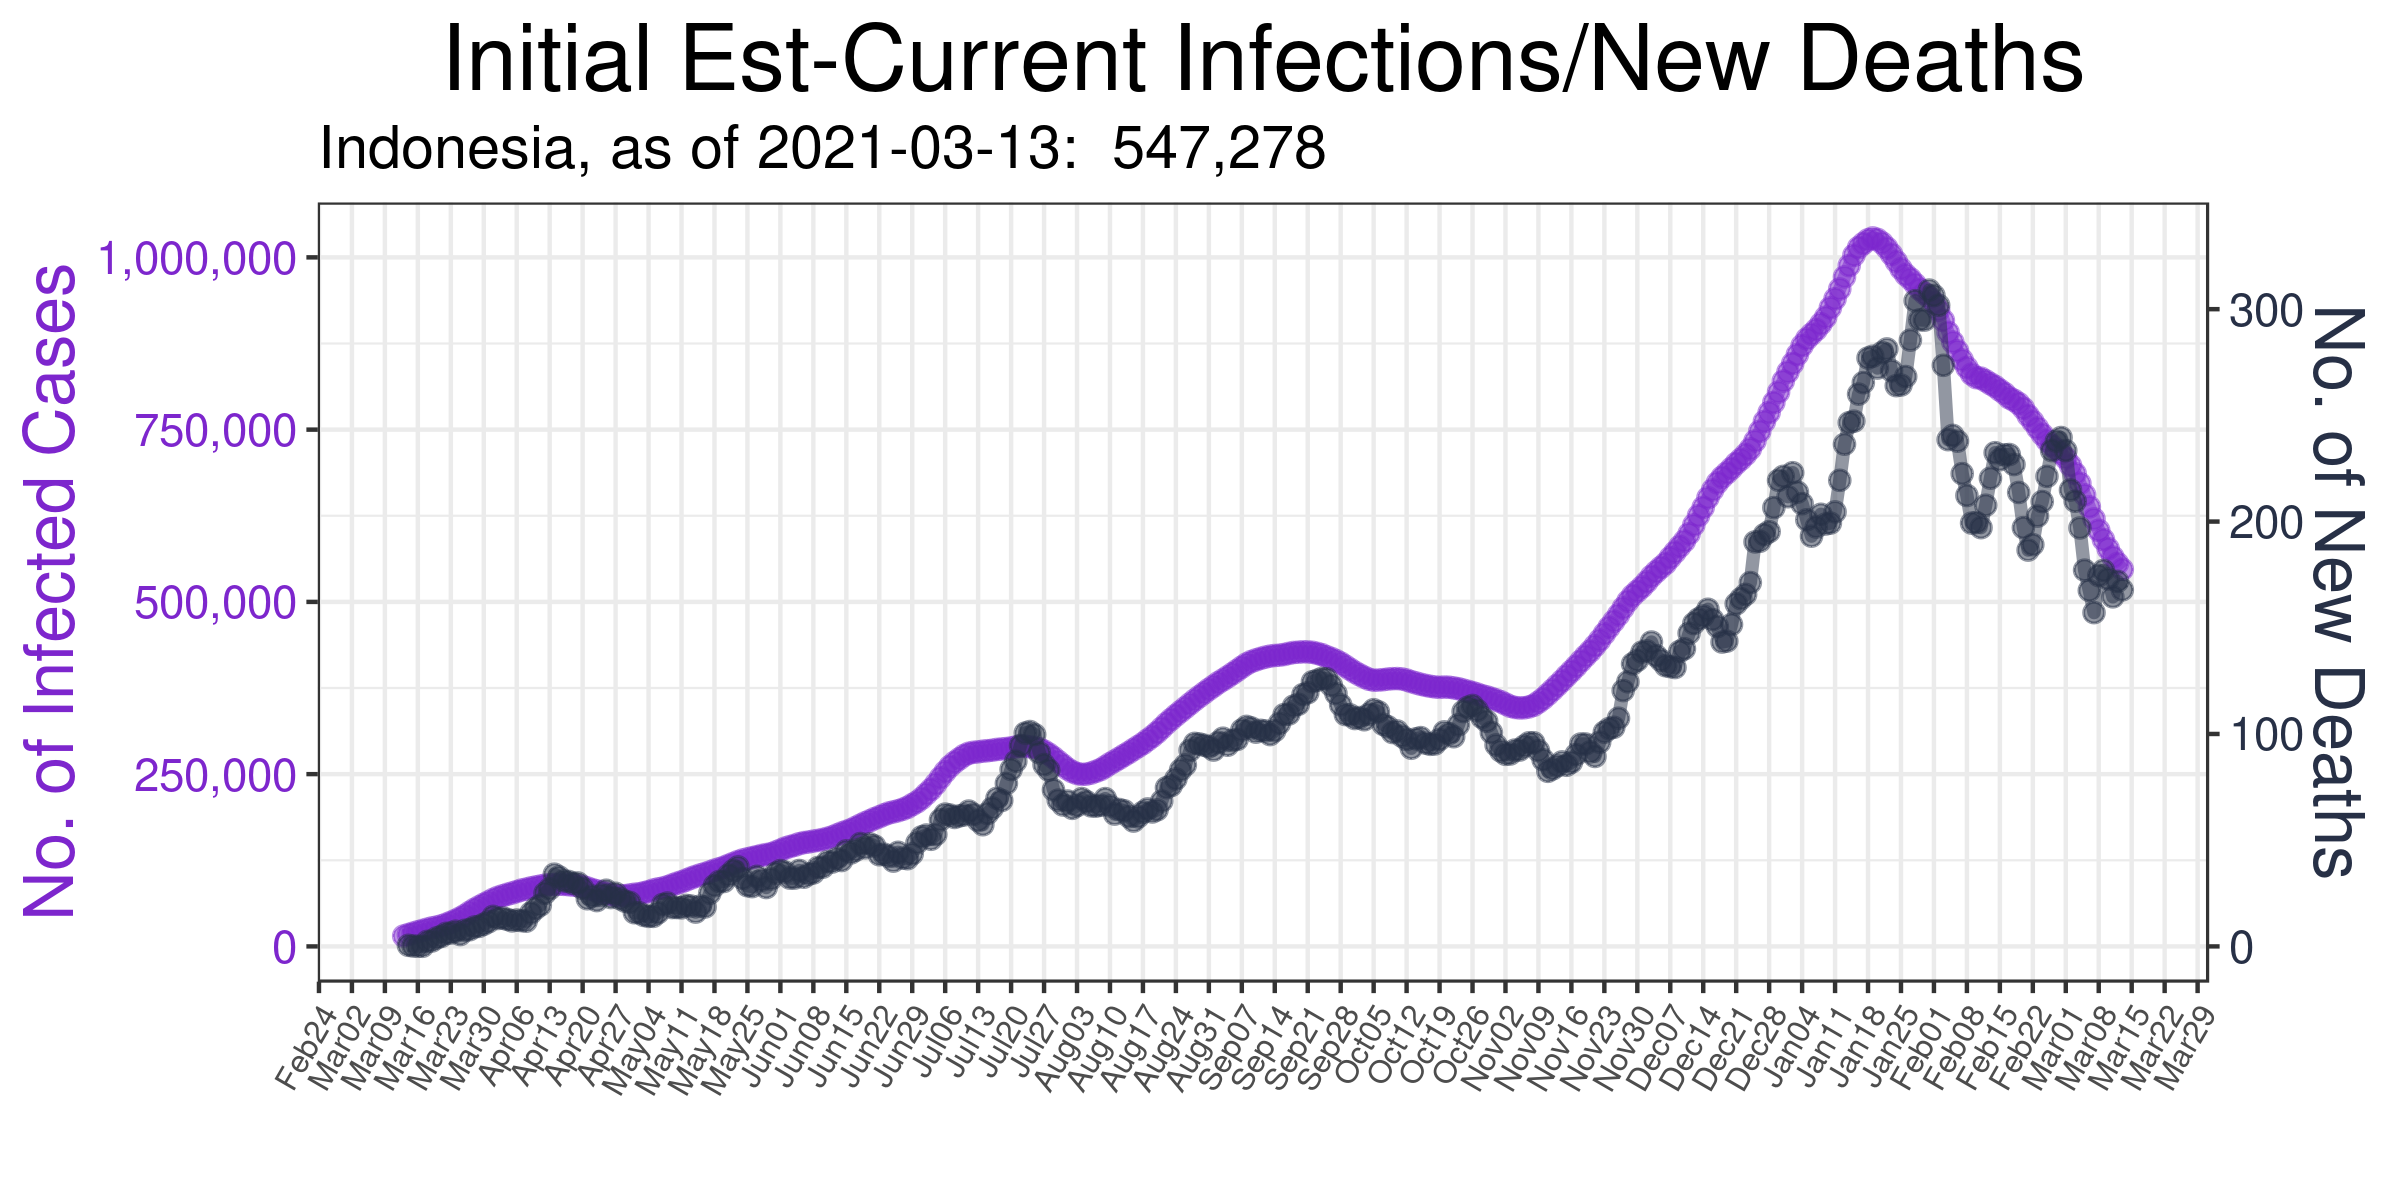 Initial Est-Current Infections/New Deaths
Indonesia, as of 2021-03-13:  547,278
No. of Infected Cases
1,000,000
750,000
500,000
250,000
0
300
200
100
0
No. of New Deaths
Feb24
Mar02
Mar09
Mar16
Mar23
Mar30
Apr06
Apr13
Apr20
Apr27
May04
May11
May18
May25
Jun01
Jun08
Jun15
Jun22
Jun29
Jul06
Jul13
Jul20
Jul27
Aug03
Aug10
Aug17
Aug24
Aug31
Sep07
Sep14
Sep21
Sep28
Oct05
Oct12
Oct19
Oct26
Nov02
Nov09
Nov16
Nov23
Nov30
Dec07
Dec14
Dec21
Dec28
Jan04
Jan11
Jan18
Jan25
Feb01
Feb08
Feb15
Feb22
Mar01
Mar08
Mar15
Mar22
Mar29